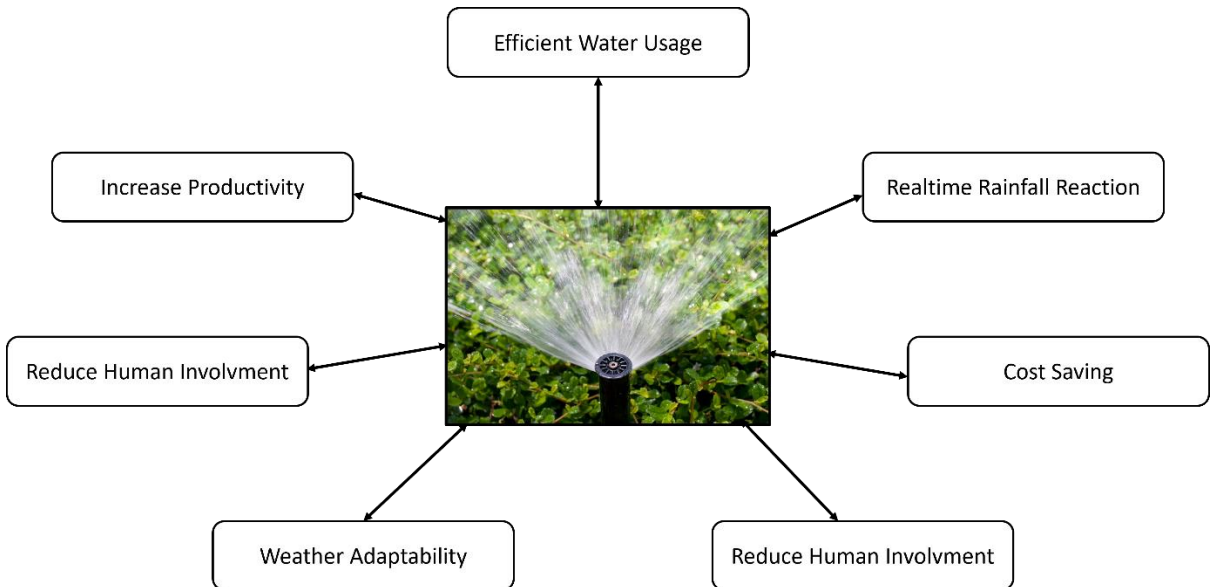 Efficient Water Usage
Increase Productivity
Realtime Rainfall Reaction
Reduce Human Involvment
Cost Saving
Weather Adaptability
Reduce Human Involvment